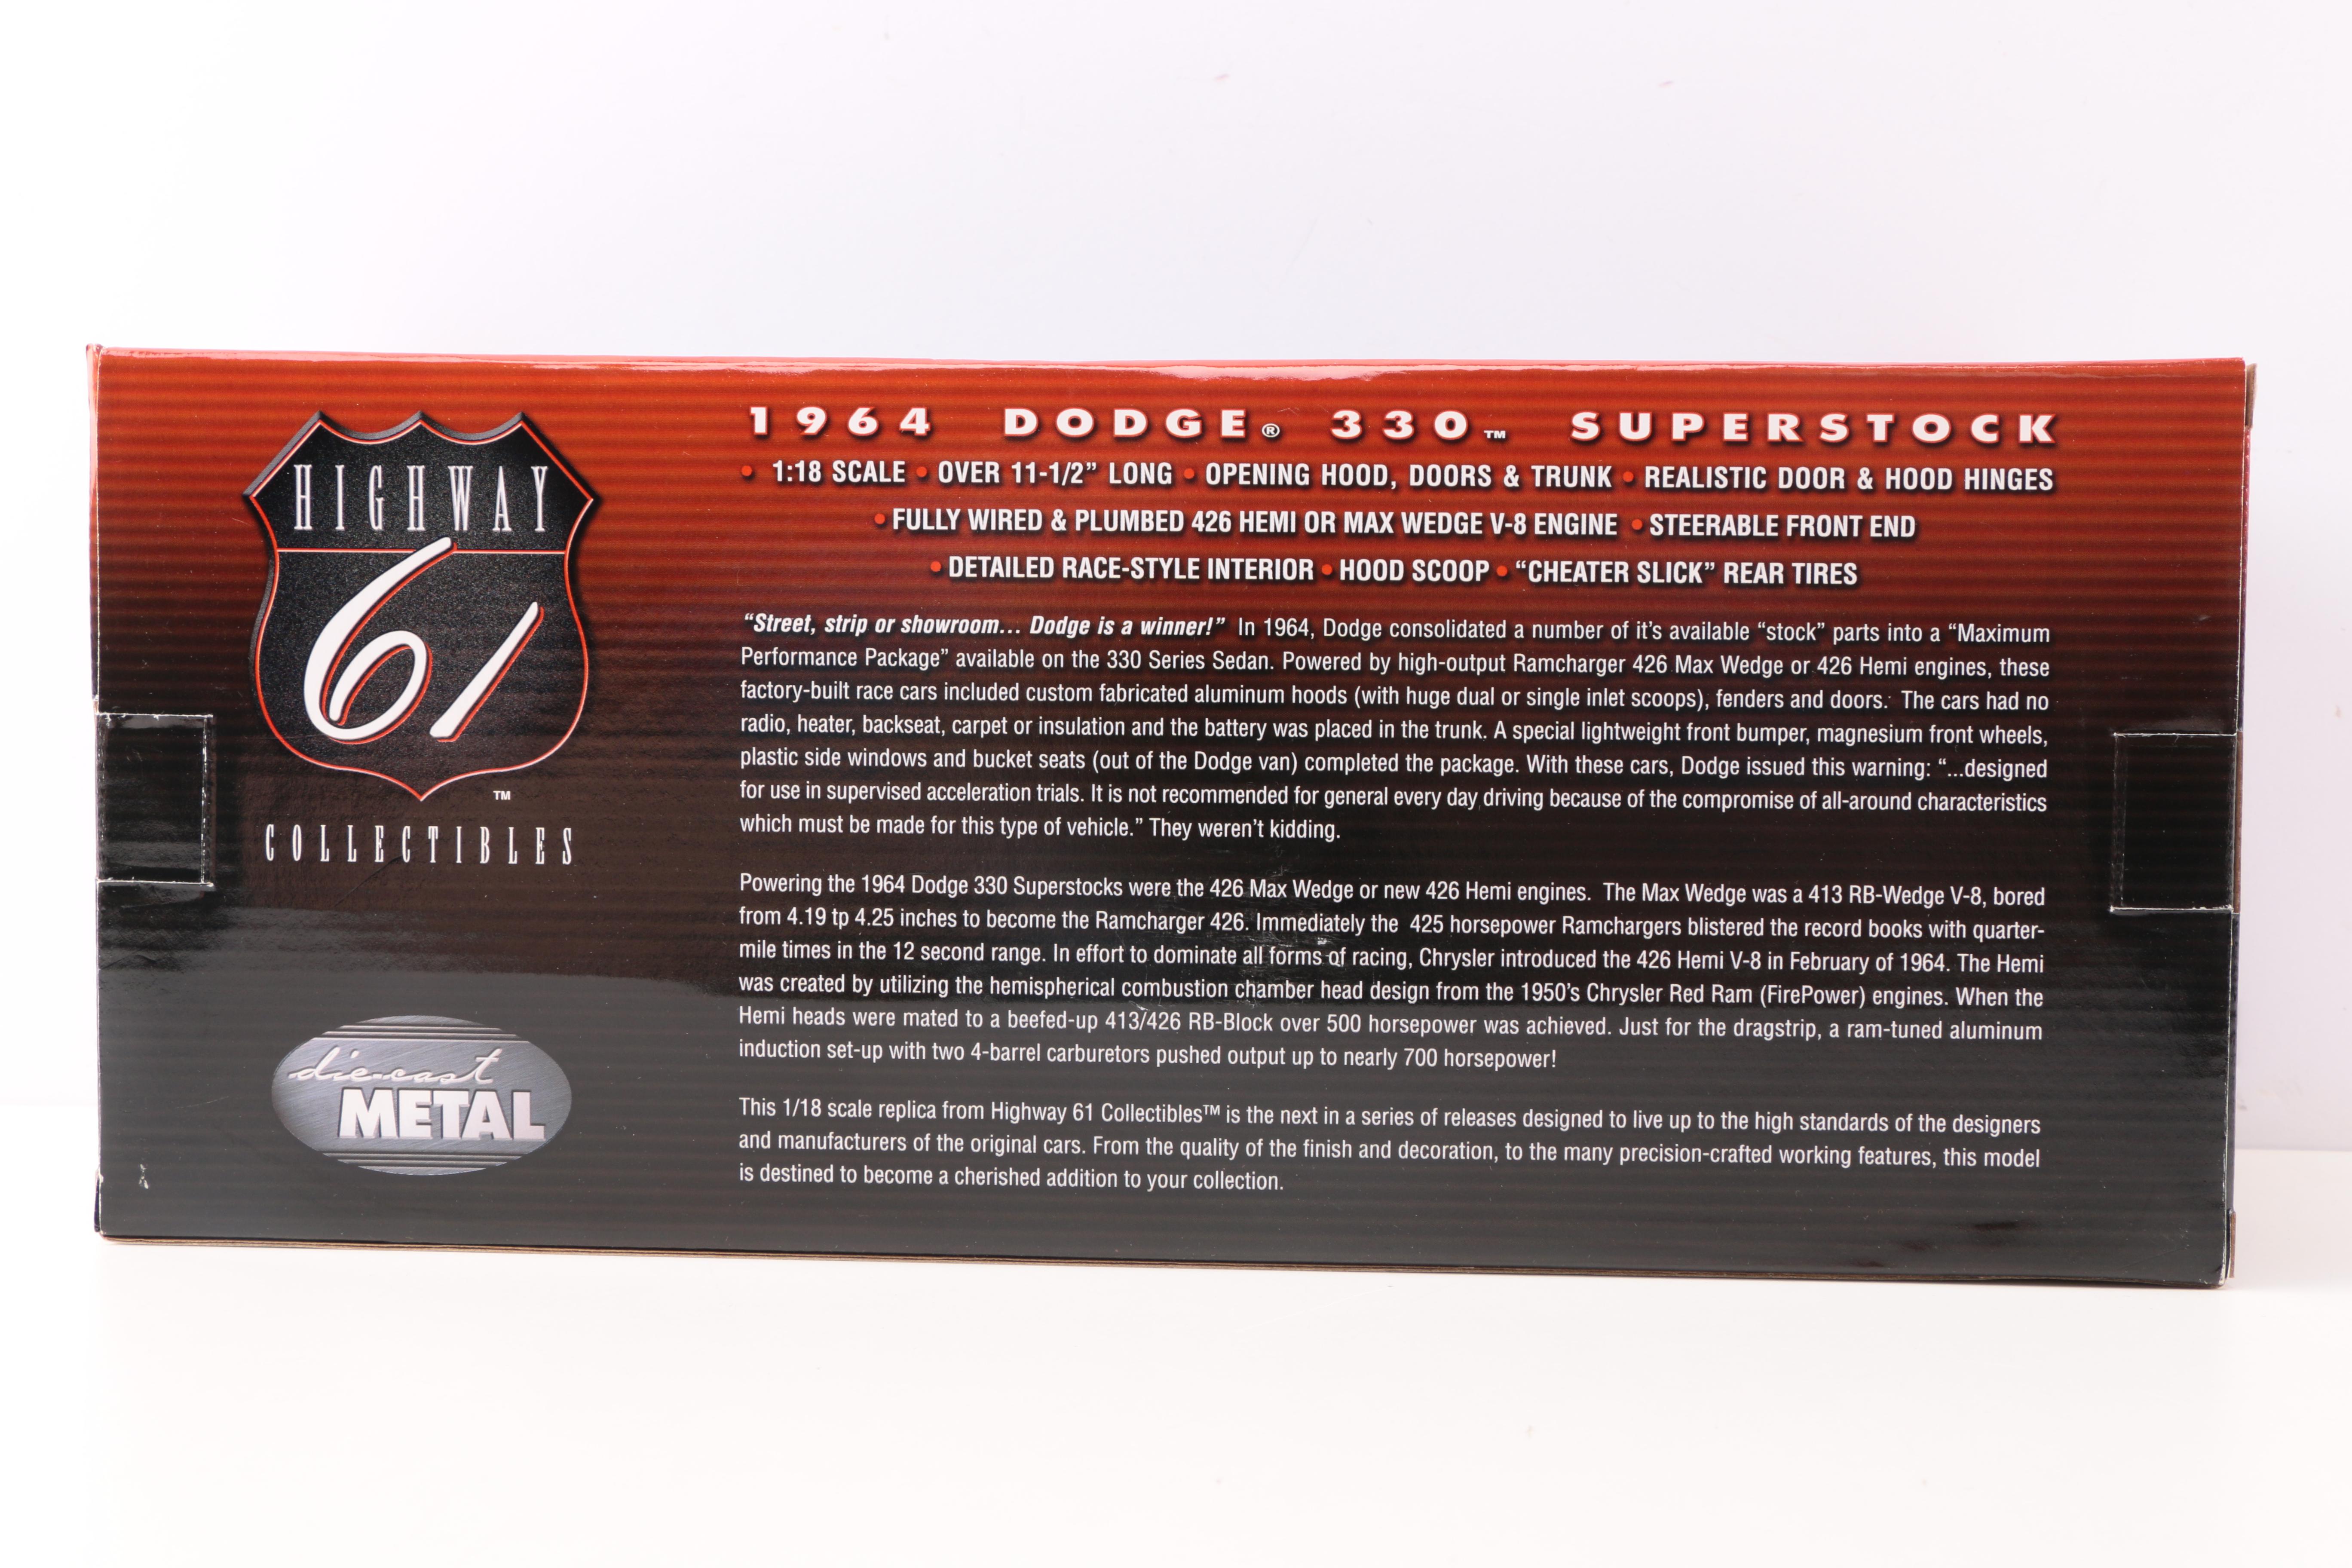 HIGHWAY
61
™
COLLECTIBLES
die-cast
METAL
1964 DODGE® 330™ SUPERSTOCK
• 1:18 SCALE • OVER 11-1/2” LONG • OPENING HOOD, DOORS & TRUNK • REALISTIC DOOR & HOOD HINGES
• FULLY WIRED & PLUMBED 426 HEMI OR MAX WEDGE V-8 ENGINE • STEERABLE FRONT END
• DETAILED RACE-STYLE INTERIOR • HOOD SCOOP • “CHEATER SLICK” REAR TIRES
“Street, strip or showroom... Dodge is a winner!” In 1964, Dodge consolidated a number of it’s available “stock” parts into a “Maximum
Performance Package” available on the 330 Series Sedan. Powered by high-output Ramcharger 426 Max Wedge or 426 Hemi engines, these
factory-built race cars included custom fabricated aluminum hoods (with huge dual or single inlet scoops), fenders and doors. The cars had no
radio, heater, backseat, carpet or insulation and the battery was placed in the trunk. A special lightweight front bumper, magnesium front wheels,
plastic side windows and bucket seats (out of the Dodge van) completed the package. With these cars, Dodge issued this warning: “...designed
for use in supervised acceleration trials. It is not recommended for general every day driving because of the compromise of all-around characteristics
which must be made for this type of vehicle.” They weren’t kidding.
Powering the 1964 Dodge 330 Superstocks were the 426 Max Wedge or new 426 Hemi engines. The Max Wedge was a 413 RB-Wedge V-8, bored
from 4.19 tp 4.25 inches to become the Ramcharger 426. Immediately the 425 horsepower Ramchargers blistered the record books with quarter-
mile times in the 12 second range. In effort to dominate all forms of racing, Chrysler introduced the 426 Hemi V-8 in February of 1964. The Hemi
was created by utilizing the hemispherical combustion chamber head design from the 1950’s Chrysler Red Ram (FirePower) engines. When the
Hemi heads were mated to a beefed-up 413/426 RB-Block over 500 horsepower was achieved. Just for the dragstrip, a ram-tuned aluminum
induction set-up with two 4-barrel carburetors pushed output up to nearly 700 horsepower!
This 1/18 scale replica from Highway 61 Collectibles™ is the next in a series of releases designed to live up to the high standards of the designers
and manufacturers of the original cars. From the quality of the finish and decoration, to the many precision-crafted working features, this model
is destined to become a cherished addition to your collection.